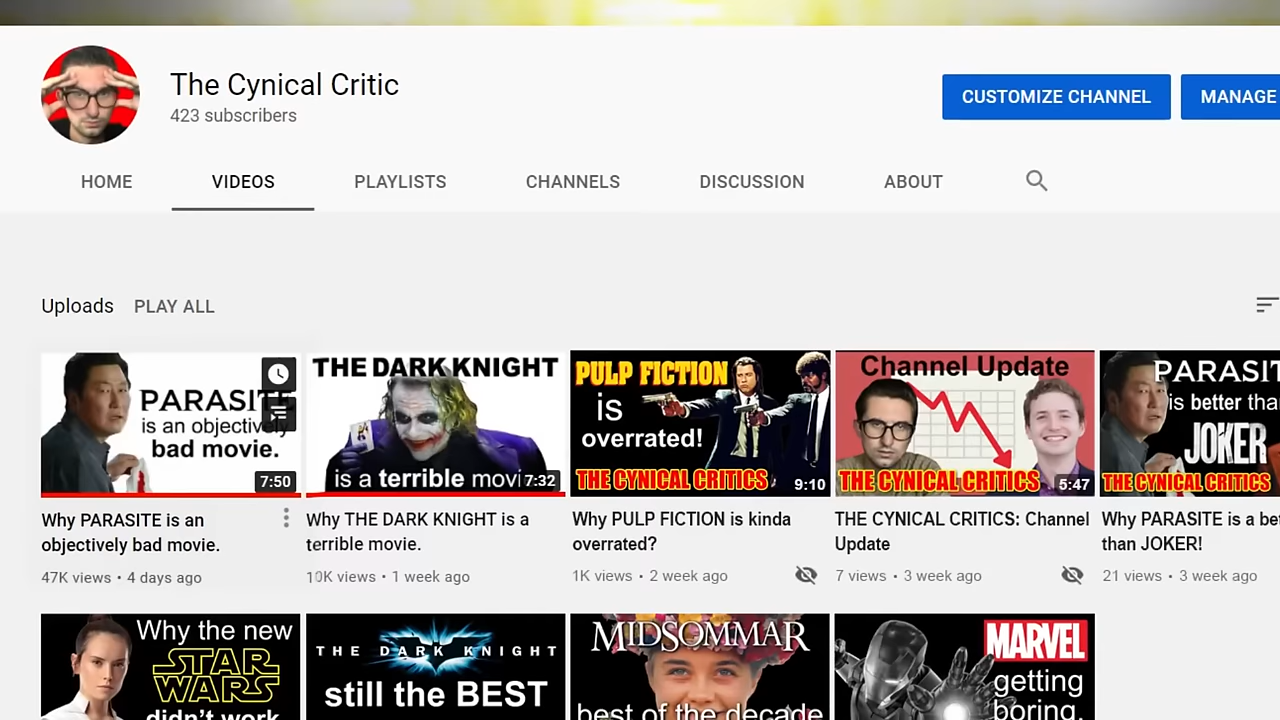 The Cynical Critic
423 subscribers
CUSTOMIZE CHANNEL
MANAGE
HOME
VIDEOS
PLAYLISTS
CHANNELS
DISCUSSION
ABOUT
Uploads
PLAY ALL
PARASITE
is an objectively
bad movie.
7:50
THE DARK KNIGHT
is a terrible movi
7:32
PULP FICTION
is
overrated!
THE CYNICAL CRITICS
9:10
Channel Update
THE CYNICAL CRITICS
5:47
PARASIT
is better tha
JOKER
THE CYNICAL CRITICS
Why PARASITE is an
objectively bad movie.
47K views • 4 days ago
Why THE DARK KNIGHT is a
terrible movie.
10K views • 1 week ago
Why PULP FICTION is kinda
overrated?
1K views • 2 week ago
THE CYNICAL CRITICS: Channel
Update
7 views • 3 week ago
Why PARASITE is a bet
than JOKER!
21 views • 3 week ago
Why the new
STAR
WARS
didn't work
THE DARK KNIGHT
still the BEST
MIDSOMMAR
best of the decade
MARVEL
getting
boring.